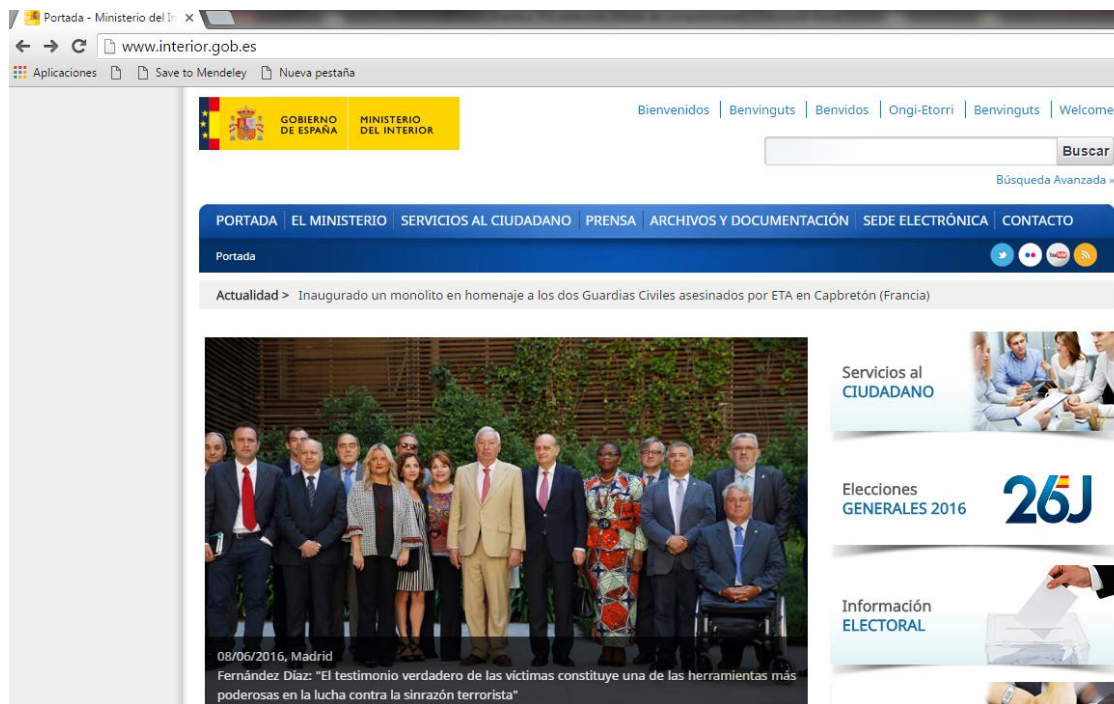 Portada - Ministerio del In
www.interior.gob.es
Aplicaciones Save to Mendeley Nueva pestaña
GOBIERNO DE ESPAÑA
MINISTERIO DEL INTERIOR
Bienvenidos | Benvinguts | Benvidos | Ongi-Etorri | Benvinguts | Welcome
Buscar
Búsqueda Avanzada »
PORTADA | EL MINISTERIO | SERVICIOS AL CIUDADANO | PRENSA | ARCHIVOS Y DOCUMENTACIÓN | SEDE ELECTRÓNICA | CONTACTO
Portada
Actualidad > Inaugurado un monolito en homenaje a los dos Guardias Civiles asesinados por ETA en Capbretón (Francia)
Servicios al
CIUDADANO
Elecciones
GENERALES 2016
26J
Información
ELECTORAL
08/06/2016, Madrid
Fernández Díaz: "El testimonio verdadero de las víctimas constituye una de las herramientas más
poderosas en la lucha contra la sinrazón terrorista"